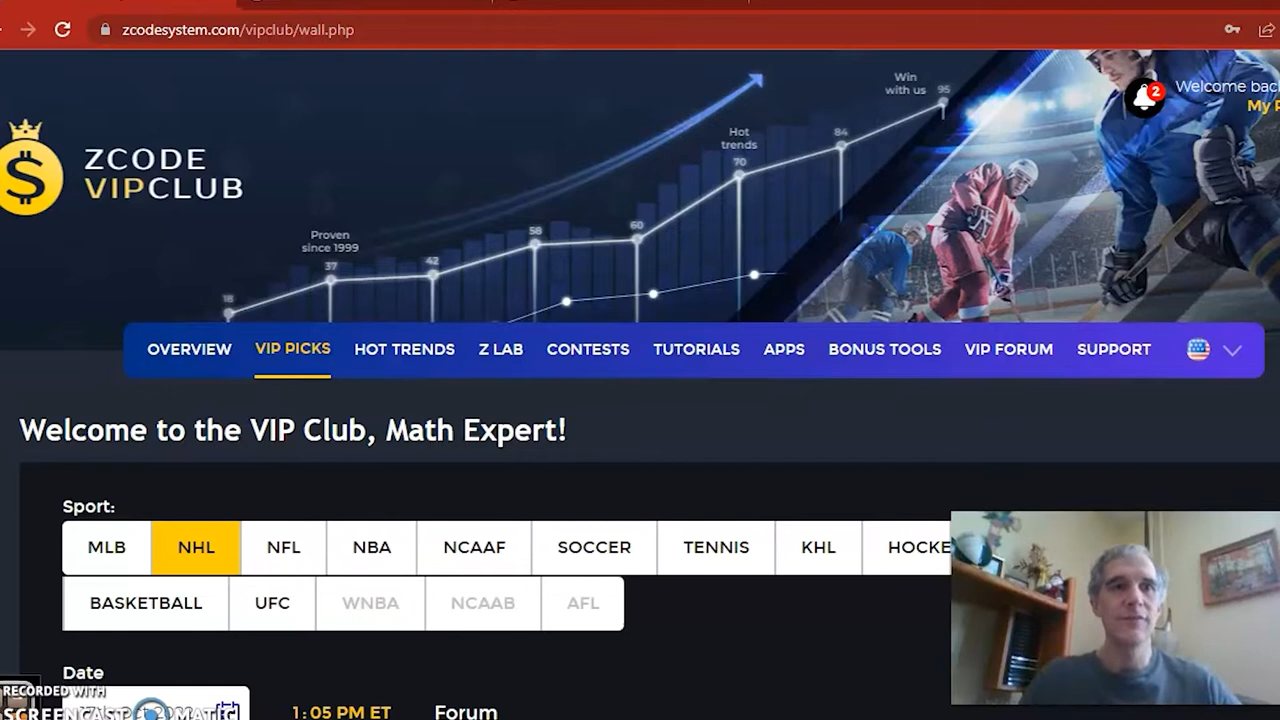 zcodesystem.com/vipclub/wall.php
Win
with us
95
84
Hot
trends
70
60
58
42
Proven
since 1999
37
18
2
Welcome back
My
ZCODE
VIPCLUB
$
OVERVIEW VIP PICKS HOT TRENDS Z LAB CONTESTS TUTORIALS APPS BONUS TOOLS VIP FORUM SUPPORT
Welcome to the VIP Club, Math Expert!
Sport:
MLB NHL NFL NBA NCAAF SOCCER TENNIS KHL HOCKE
BASKETBALL UFC WNBA NCAAB AFL
Date
RECORDED WITH
SCREENCAST MATIC
1:05 PM ET Forum